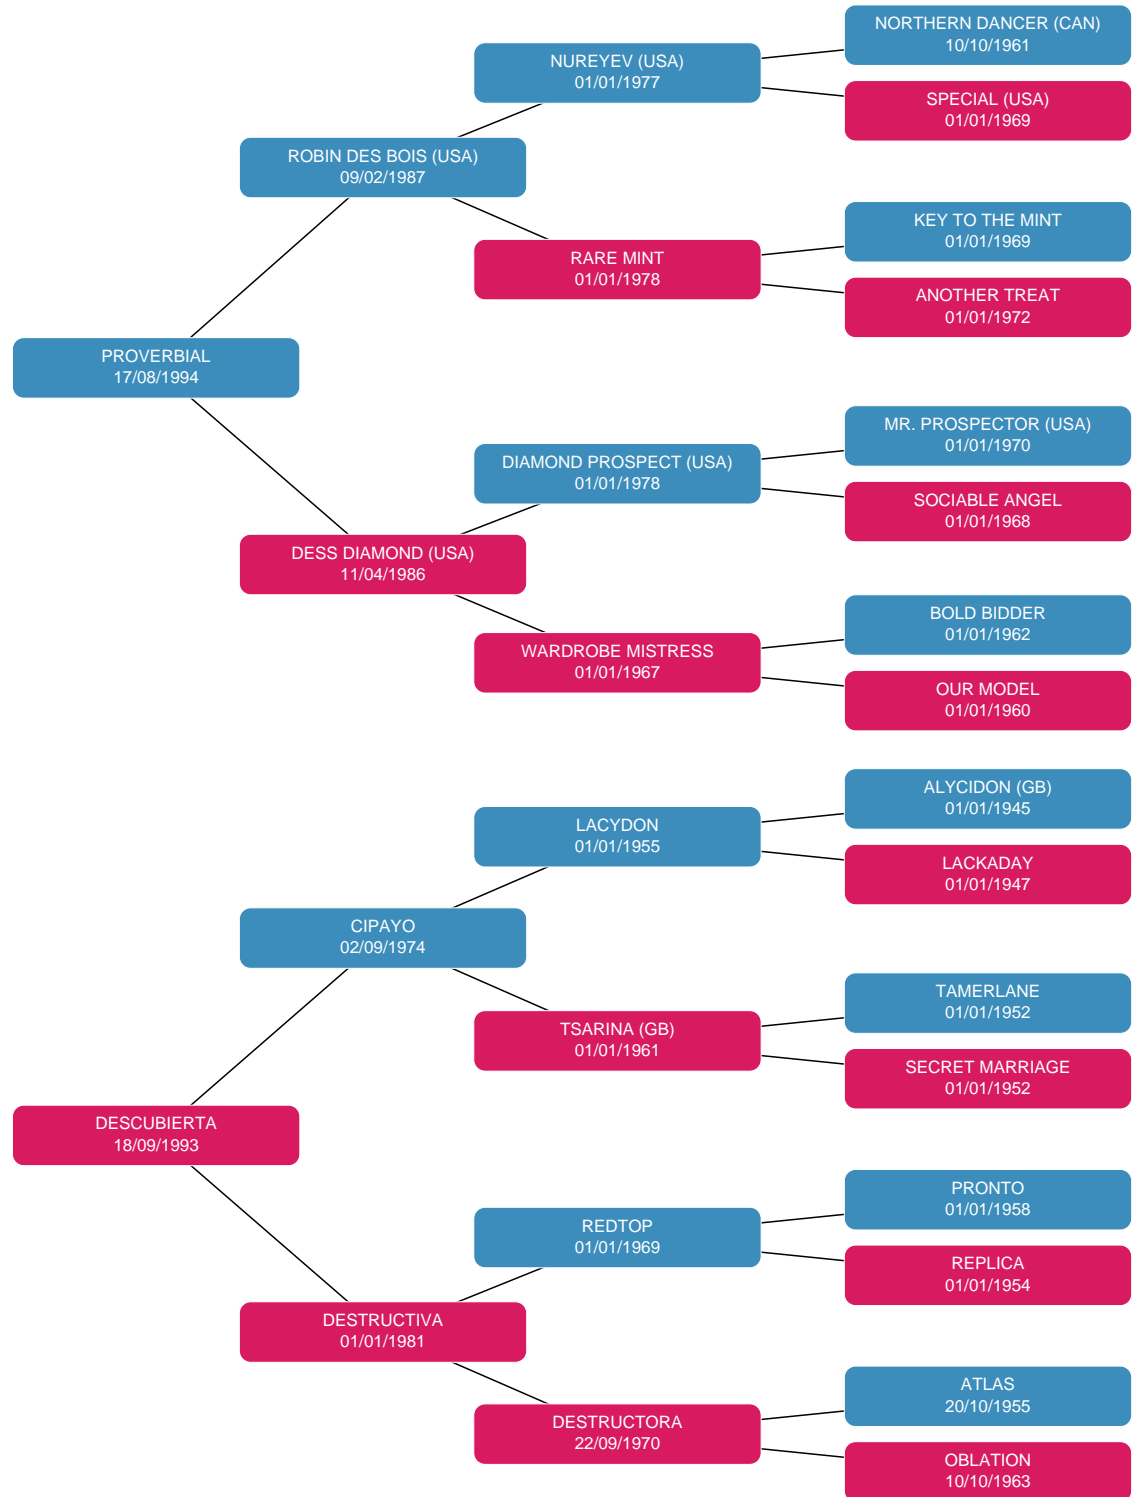 NORTHERN DANCER (CAN)
10/10/1961
NUREYEV (USA)
01/01/1977
SPECIAL (USA)
01/01/1969
ROBIN DES BOIS (USA)
09/02/1987
KEY TO THE MINT
01/01/1969
RARE MINT
01/01/1978
ANOTHER TREAT
01/01/1972
PROVERBIAL
17/08/1994
MR. PROSPECTOR (USA)
01/01/1970
DIAMOND PROSPECT (USA)
01/01/1978
SOCIABLE ANGEL
01/01/1968
DESS DIAMOND (USA)
11/04/1986
BOLD BIDDER
01/01/1962
WARDROBE MISTRESS
01/01/1967
OUR MODEL
01/01/1960
ALYCIDON (GB)
01/01/1945
LACYDON
01/01/1955
LACKADAY
01/01/1947
CIPAYO
02/09/1974
TAMERLANE
01/01/1952
TSARINA (GB)
01/01/1961
SECRET MARRIAGE
01/01/1952
DESCUBIERTA
18/09/1993
PRONTO
01/01/1958
REDTOP
01/01/1969
REPLICA
01/01/1954
DESTRUCTIVA
01/01/1981
ATLAS
20/10/1955
DESTRUCTORA
22/09/1970
OBLATION
10/10/1963